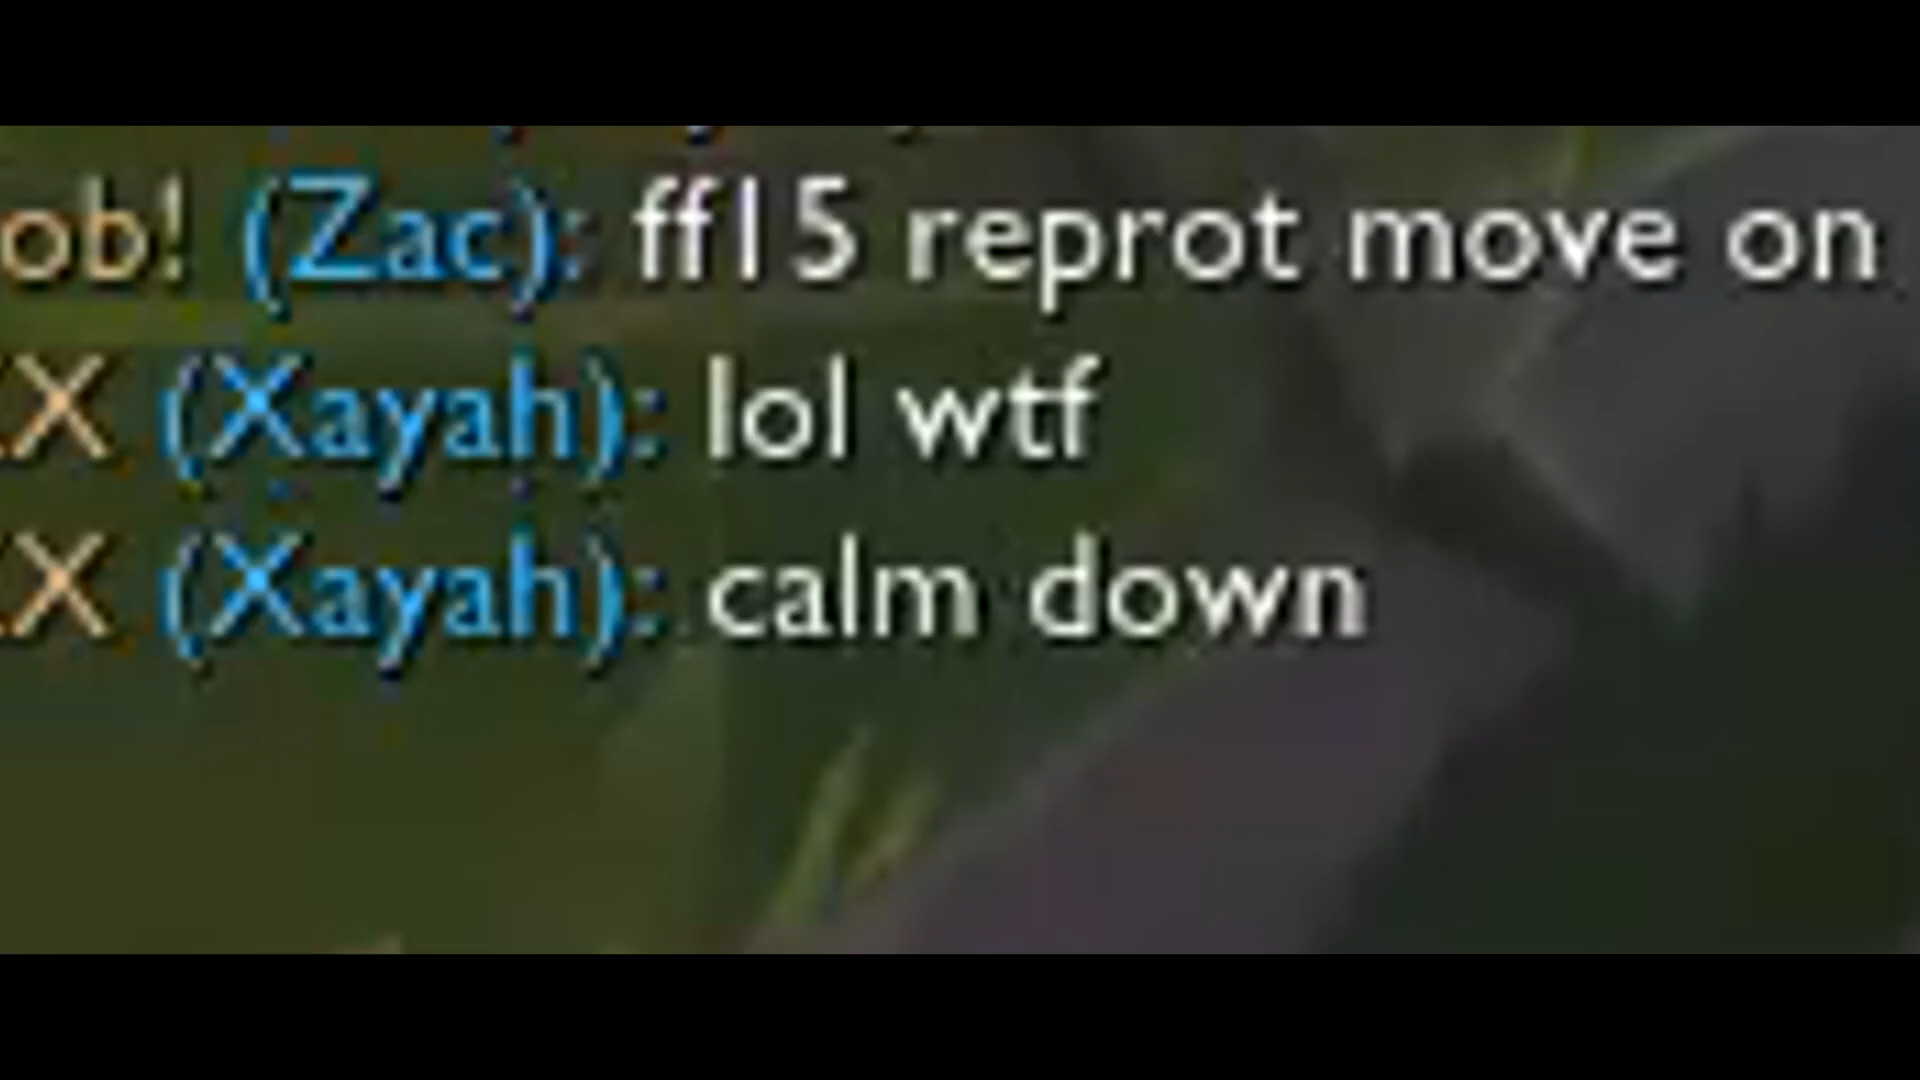 ob! (Zac): ff15 reprot move on
X (Xayah): lol wtf
X (Xayah): calm down